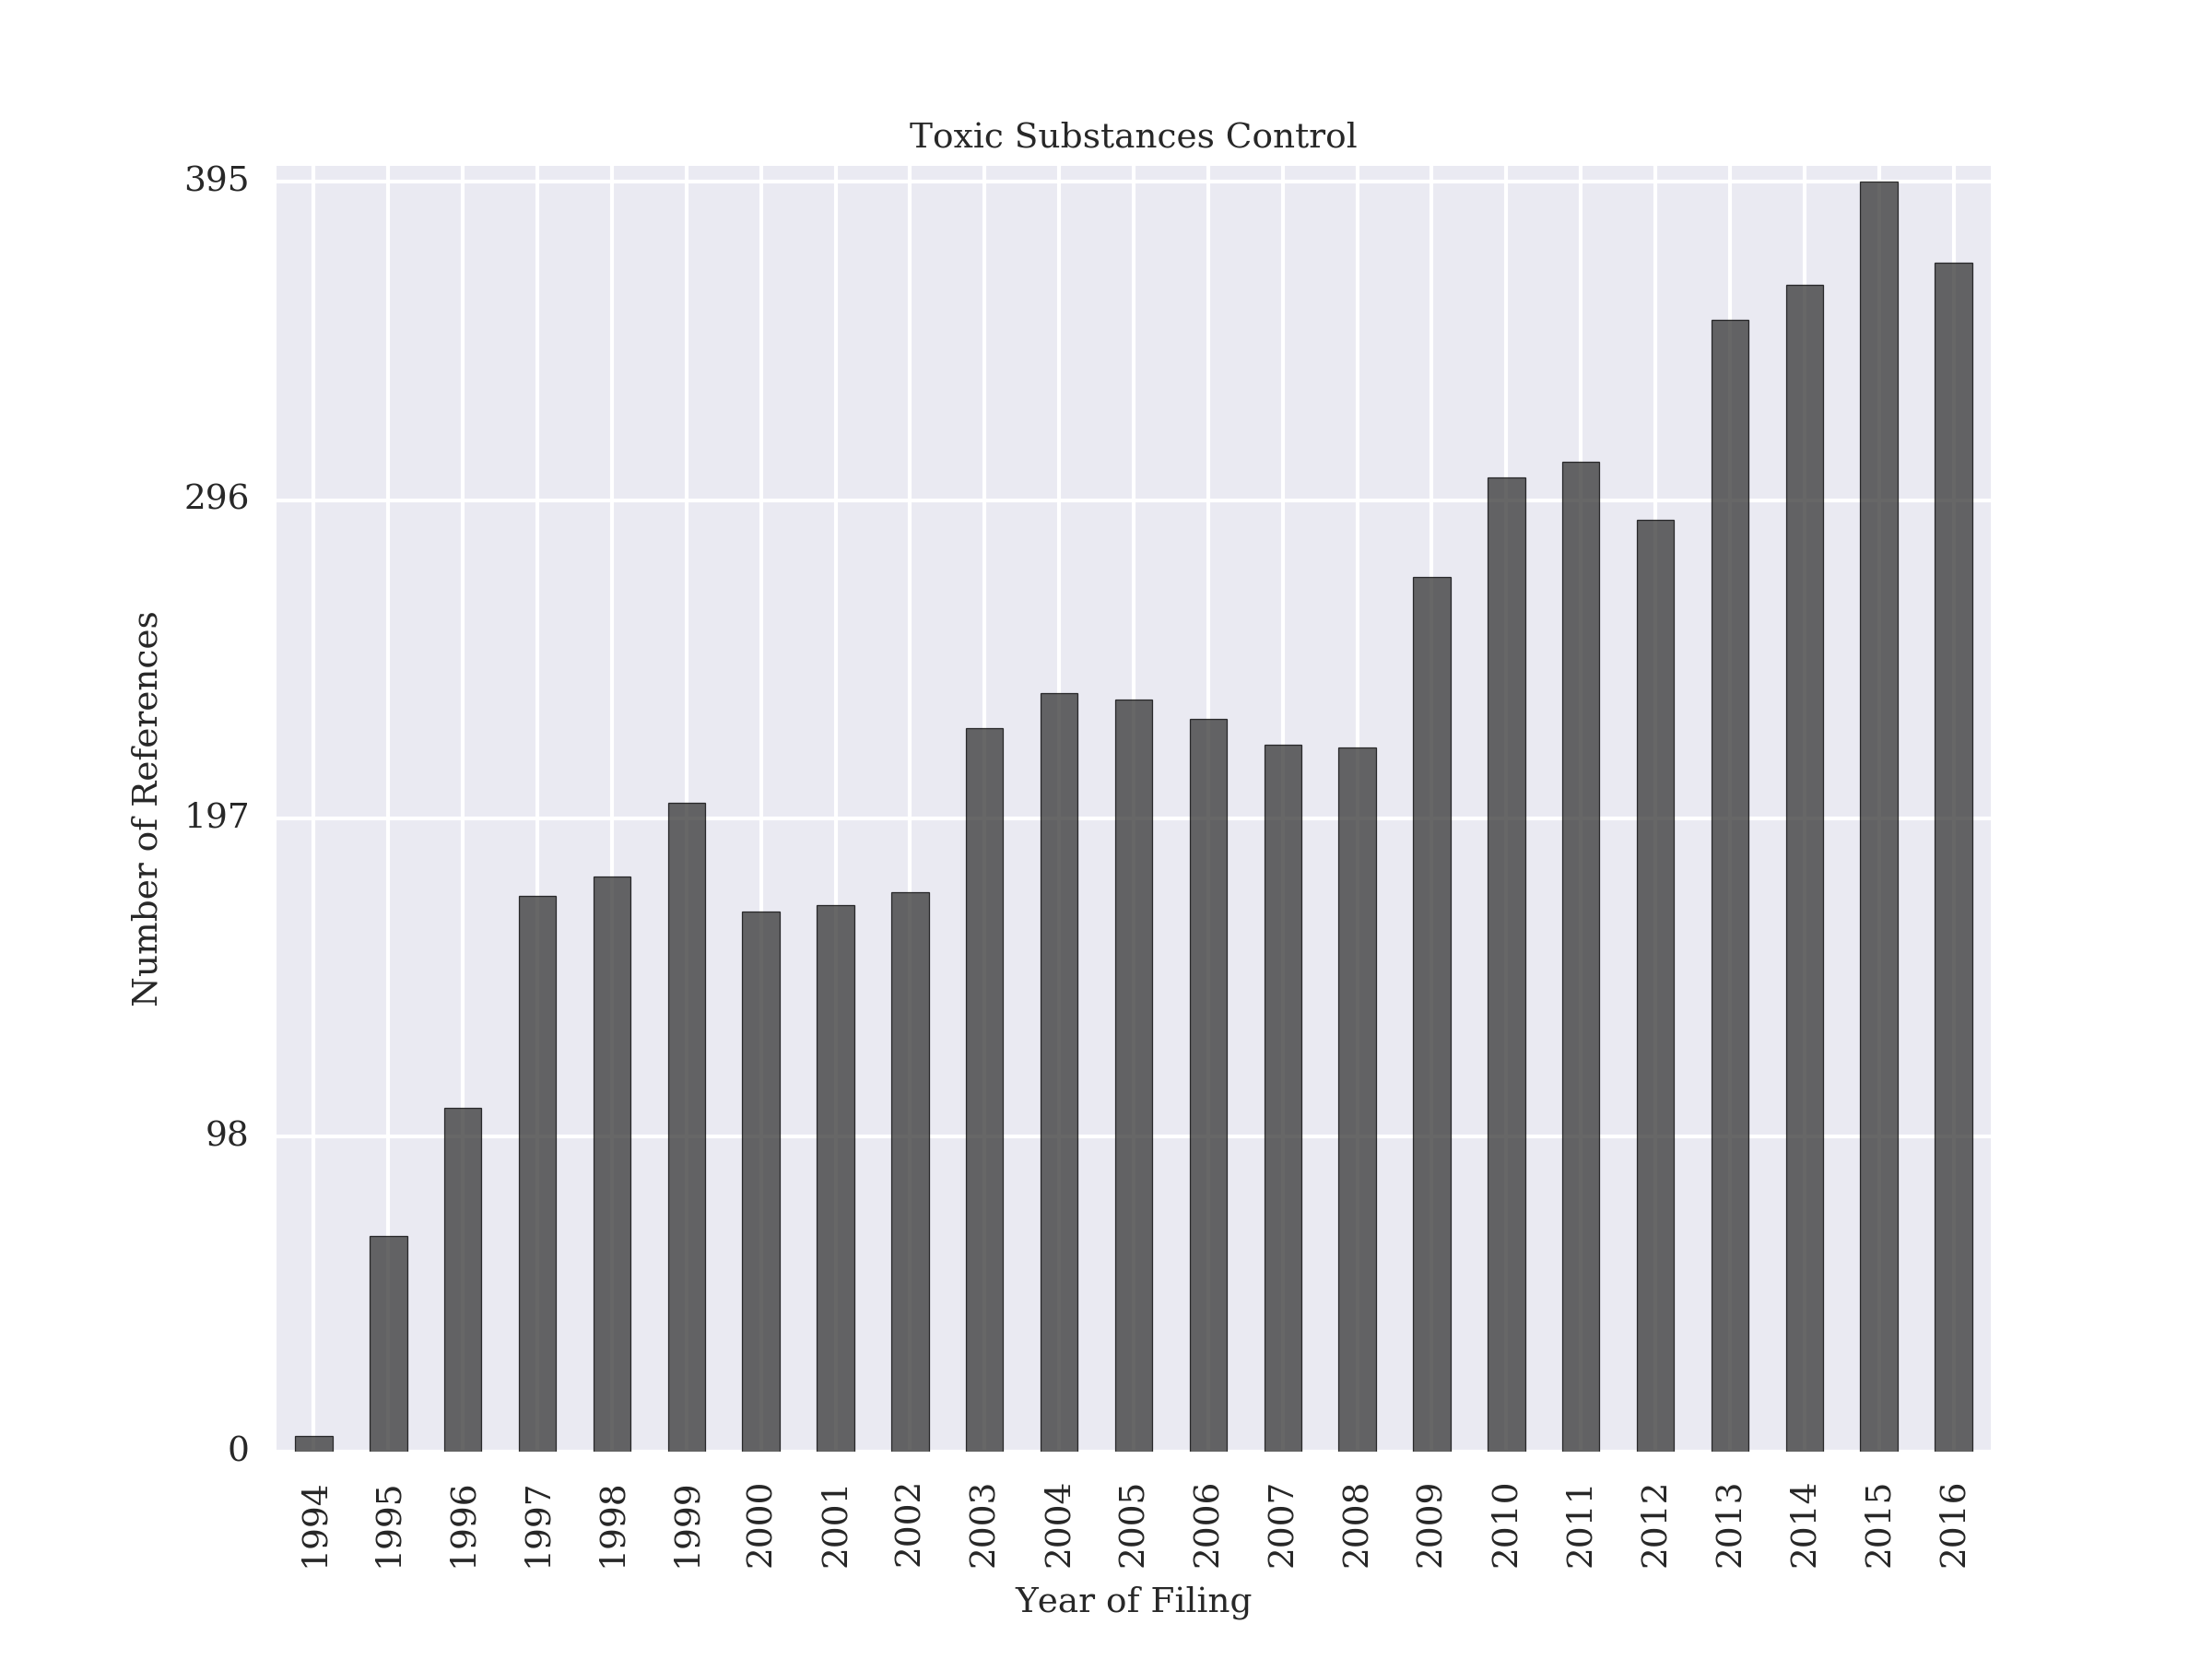 Toxic Substances Control
395
296
197
98
0
Number of References
1994 1995 1996 1997 1998 1999 2000 2001 2002 2003 2004 2005 2006 2007 2008 2009 2010 2011 2012 2013 2014 2015 2016
Year of Filing